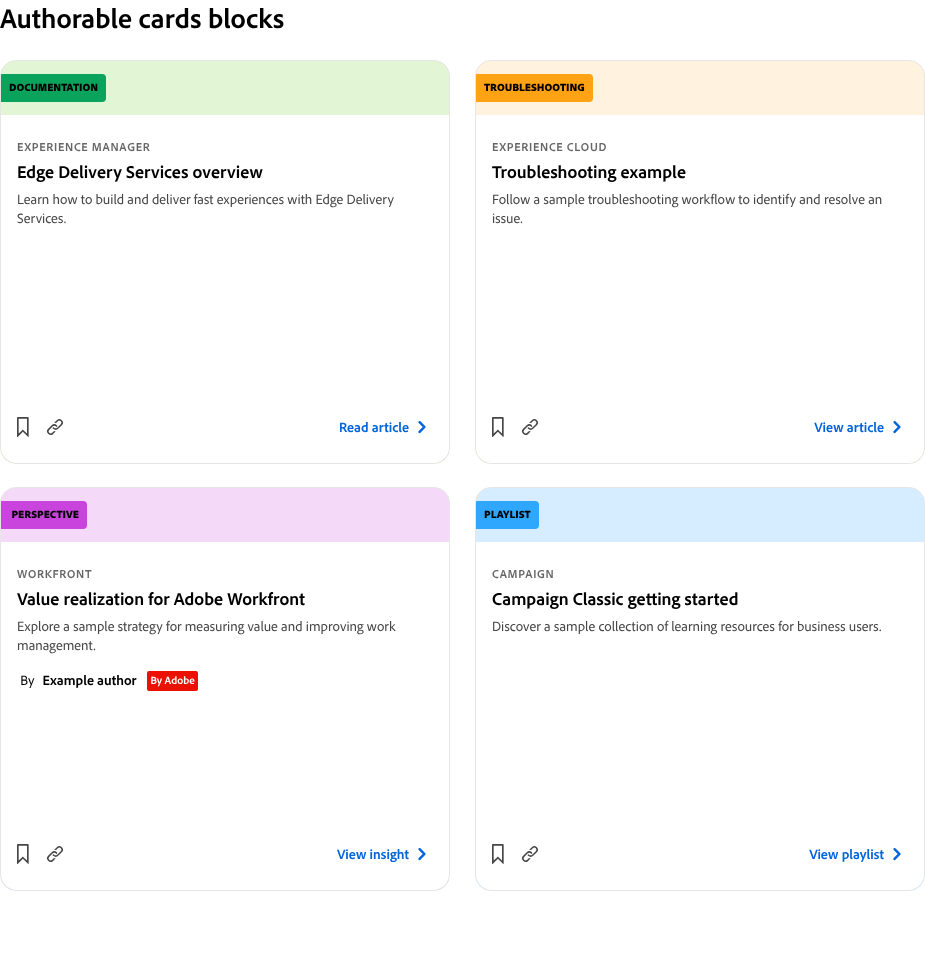 Authorable cards blocks
DOCUMENTATION
EXPERIENCE MANAGER
Edge Delivery Services overview
Learn how to build and deliver fast experiences with Edge Delivery
Services.
Read article
TROUBLESHOOTING
EXPERIENCE CLOUD
Troubleshooting example
Follow a sample troubleshooting workflow to identify and resolve an
issue.
View article
PERSPECTIVE
WORKFRONT
Value realization for Adobe Workfront
Explore a sample strategy for measuring value and improving work
management.
By Example author By Adobe
View insight
PLAYLIST
CAMPAIGN
Campaign Classic getting started
Discover a sample collection of learning resources for business users.
View playlist